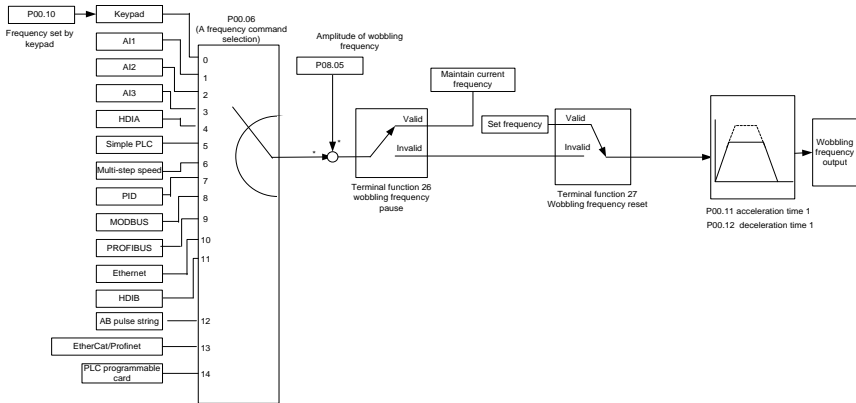 P00.10
Frequency set by
keypad
Keypad
AI1
AI2
AI3
HDIA
Simple PLC
Multi-step speed
PID
MODBUS
PROFIBUS
Ethernet
HDIB
AB pulse string
EtherCat/Profinet
PLC programmable
card
P00.06
(A frequency command
selection)
0
1
2
3
4
5
6
7
8
9
10
11
12
13
14
Amplitude of wobbling
frequency
P08.05
*
*
Maintain current
frequency
Valid
Invalid
Terminal function 26
wobbling frequency
pause
Set frequency
Valid
Invalid
Terminal function 27
Wobbling frequency reset
P00.11 acceleration time 1
P00.12 deceleration time 1
Wobbling
frequency
output